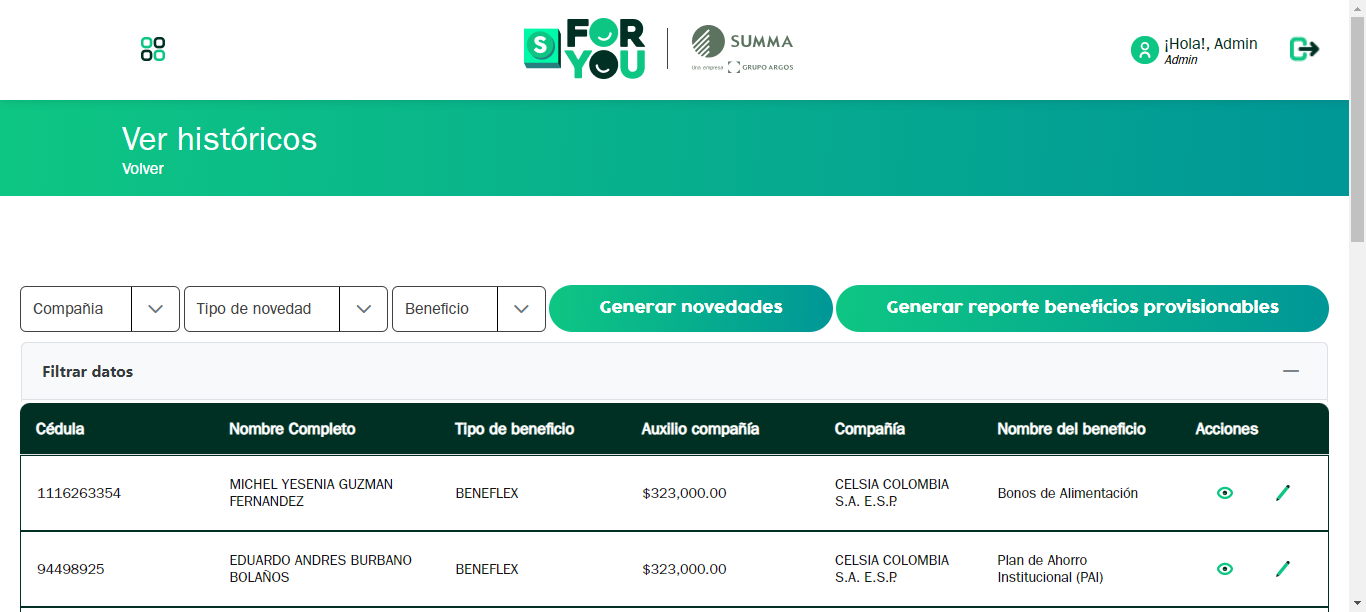 S
FOR
YOU
SUMMA
Una empresa GRUPO ARGOS
¡Hola!, Admin
Admin
Ver históricos
Volver
Compañia
Tipo de novedad
Beneficio
Generar novedades
Generar reporte beneficios provisionables
Filtrar datos
Cédula Nombre Completo Tipo de beneficio Auxilio compañía Compañía Nombre del beneficio Acciones
1116263354 MICHEL YESENIA GUZMAN FERNANDEZ BENEFLEX $323,000.00 CELSIA COLOMBIA S.A. E.S.P. Bonos de Alimentación
94498925 EDUARDO ANDRES BURBANO BOLAÑOS BENEFLEX $323,000.00 CELSIA COLOMBIA S.A. E.S.P. Plan de Ahorro Institucional (PAI)